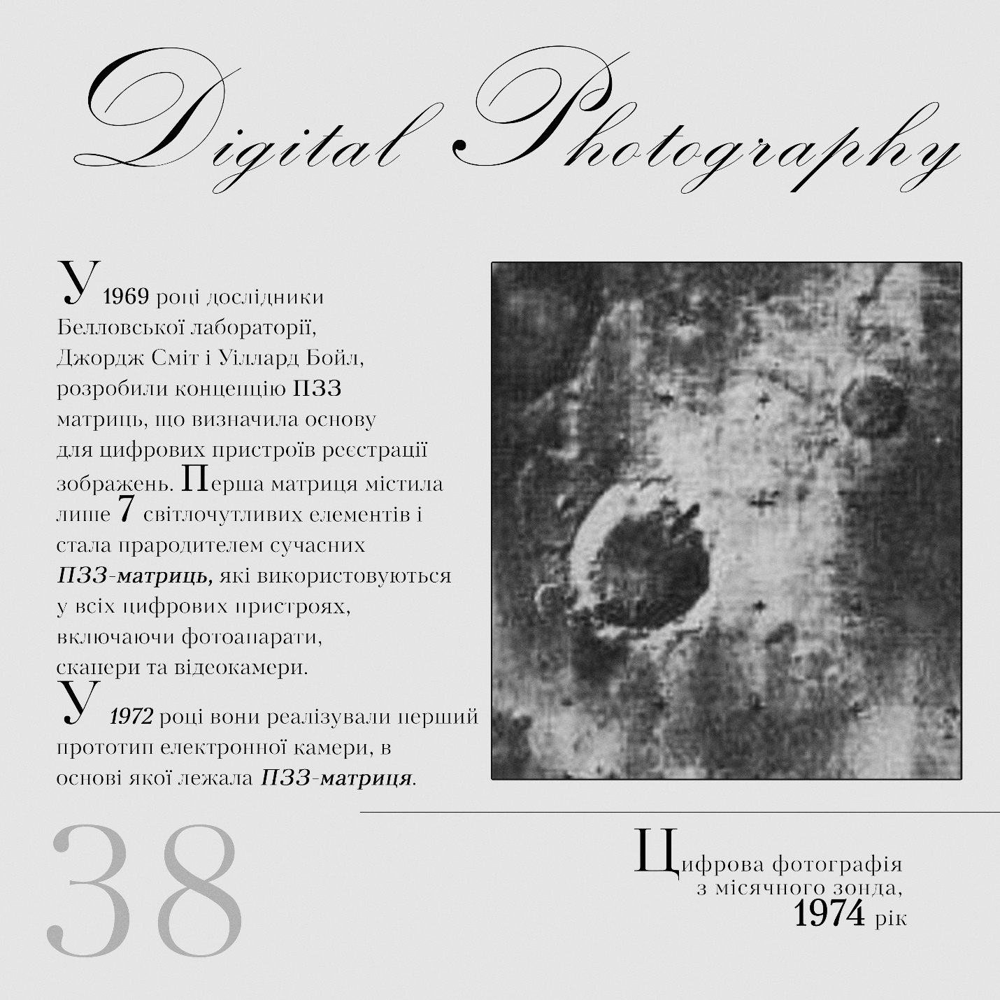 Digital Photography
У 1969 році дослідники
Белловської лабораторії,
Джордж Сміт і Уіллард Бойл,
розробили концепцію ПЗЗ
матриць, що визначила основу
для цифрових пристроїв реєстрації
зображень. Перша матриця містила
лише 7 світлочутливих елементів і
стала прародителем сучасних
ПЗЗ-матриць, які використовуються
у всіх цифрових пристроях,
включаючи фотоапарати,
сканери та відеокамери.
У 1972 році вони реалізували перший
прототип електронної камери, в
основі якої лежала ПЗЗ-матриця.
Цифрова фотографія
з місячного зонда,
1974 рік
38